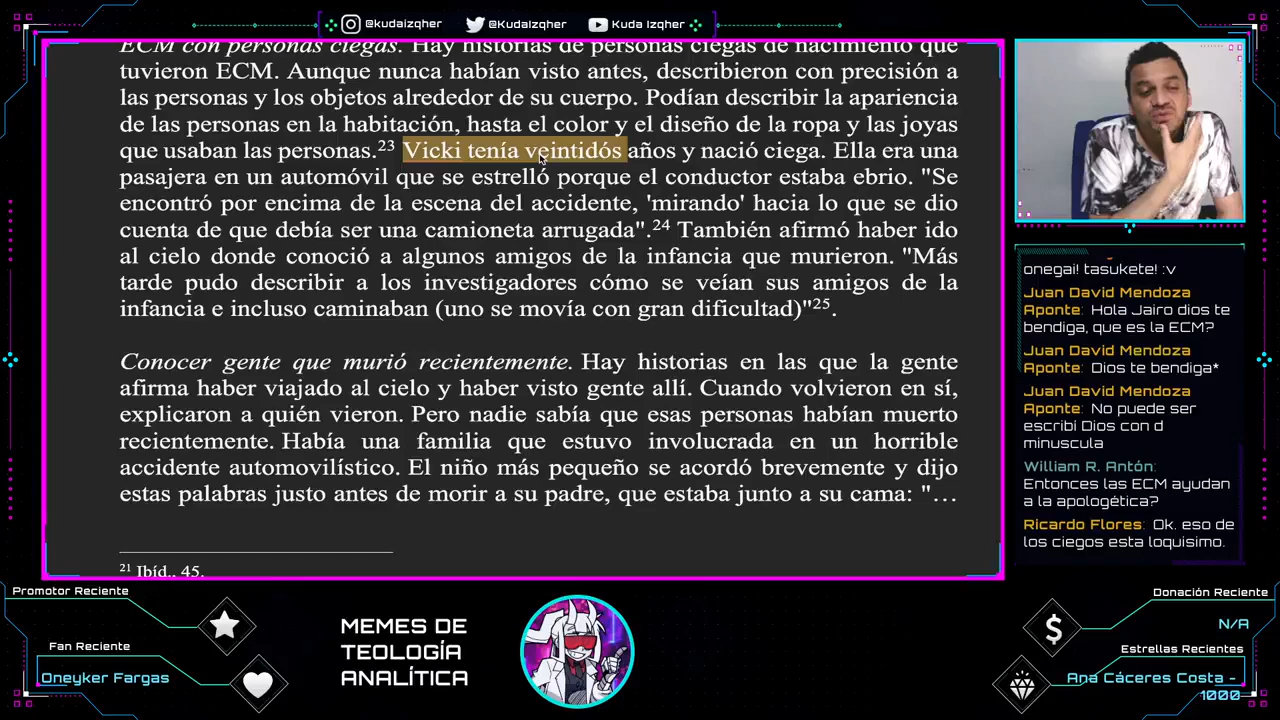 @kudaizqher
@KudaIzqher
Kuda Izqher
ECM con personas ciegas. Hay historias de personas ciegas de nacimiento que
tuvieron ECM. Aunque nunca habían visto antes, describieron con precisión a
las personas y los objetos alrededor de su cuerpo. Podían describir la apariencia
de las personas en la habitación, hasta el color y el diseño de la ropa y las joyas
que usaban las personas.²³ Vicki tenía veintidós años y nació ciega. Ella era una
pasajera en un automóvil que se estrelló porque el conductor estaba ebrio. "Se
encontró por encima de la escena del accidente, 'mirando' hacia lo que se dio
cuenta de que debía ser una camioneta arrugada".²⁴ También afirmó haber ido
al cielo donde conoció a algunos amigos de la infancia que murieron. "Más
tarde pudo describir a los investigadores cómo se veían sus amigos de la
infancia e incluso caminaban (uno se movía con gran dificultad)"²⁵.
Conocer gente que murió recientemente. Hay historias en las que la gente
afirma haber viajado al cielo y haber visto gente allí. Cuando volvieron en sí,
explicaron a quién vieron. Pero nadie sabía que esas personas habían muerto
recientemente. Había una familia que estuvo involucrada en un horrible
accidente automovilístico. El niño más pequeño se acordó brevemente y dijo
estas palabras justo antes de morir a su padre, que estaba junto a su cama: "…
²¹ Ibíd., 45.
onegai! tasukete! :v
Juan David Mendoza
Aponte: Hola Jairo dios te
bendiga, que es la ECM?
Juan David Mendoza
Aponte: Dios te bendiga*
Juan David Mendoza
Aponte: No puede ser
escribi Dios con d
minuscula
William R. Antón:
Entonces las ECM ayudan
a la apologética?
Ricardo Flores: Ok. eso de
los ciegos esta loquisimo.
Promotor Reciente
Fan Reciente
Oneyker Fargas
MEMES DE
TEOLOGÍA
ANALÍTICA
Donación Reciente
$
N/A
Estrellas Recientes
Ana Cáceres Costa -
1000